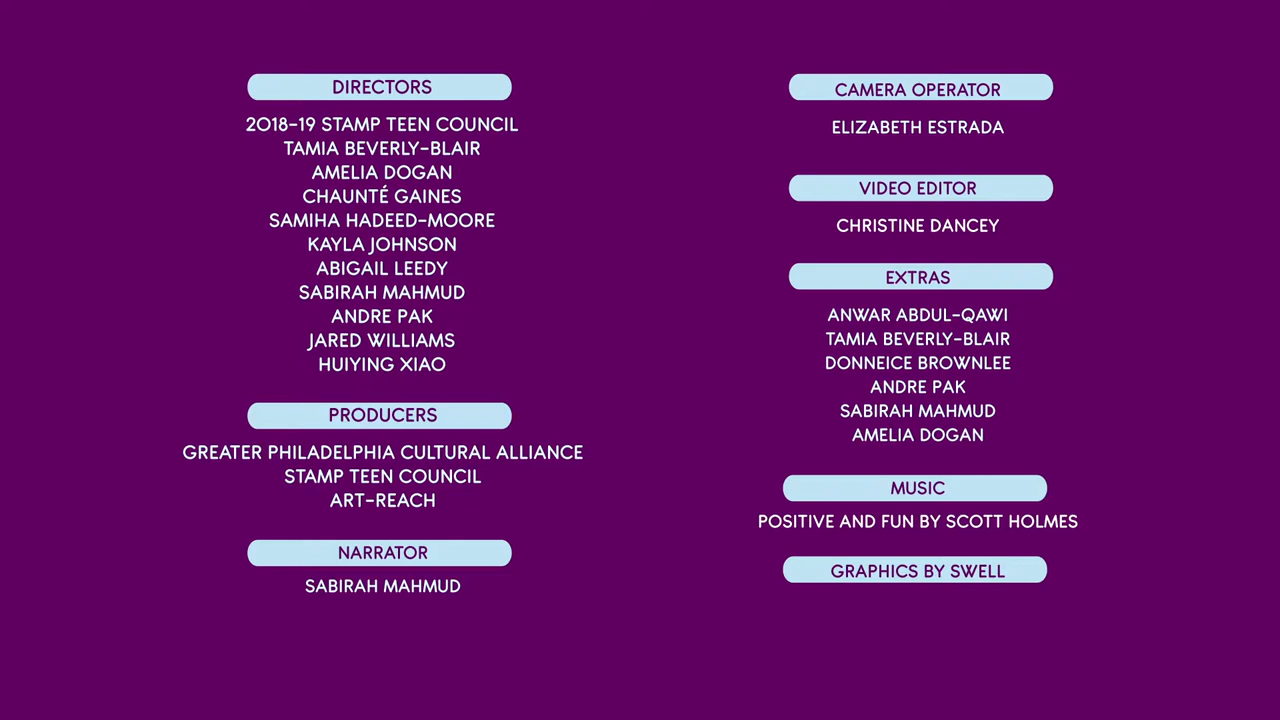 DIRECTORS
2018-19 STAMP TEEN COUNCIL
TAMIA BEVERLY-BLAIR
AMELIA DOGAN
CHAUNTÉ GAINES
SAMIHA HADEED-MOORE
KAYLA JOHNSON
ABIGAIL LEEDY
SABIRAH MAHMUD
ANDRE PAK
JARED WILLIAMS
HUIYING XIAO
PRODUCERS
GREATER PHILADELPHIA CULTURAL ALLIANCE
STAMP TEEN COUNCIL
ART-REACH
NARRATOR
SABIRAH MAHMUD
CAMERA OPERATOR
ELIZABETH ESTRADA
VIDEO EDITOR
CHRISTINE DANCEY
EXTRAS
ANWAR ABDUL-QAWI
TAMIA BEVERLY-BLAIR
DONNEICE BROWNLEE
ANDRE PAK
SABIRAH MAHMUD
AMELIA DOGAN
MUSIC
POSITIVE AND FUN BY SCOTT HOLMES
GRAPHICS BY SWELL